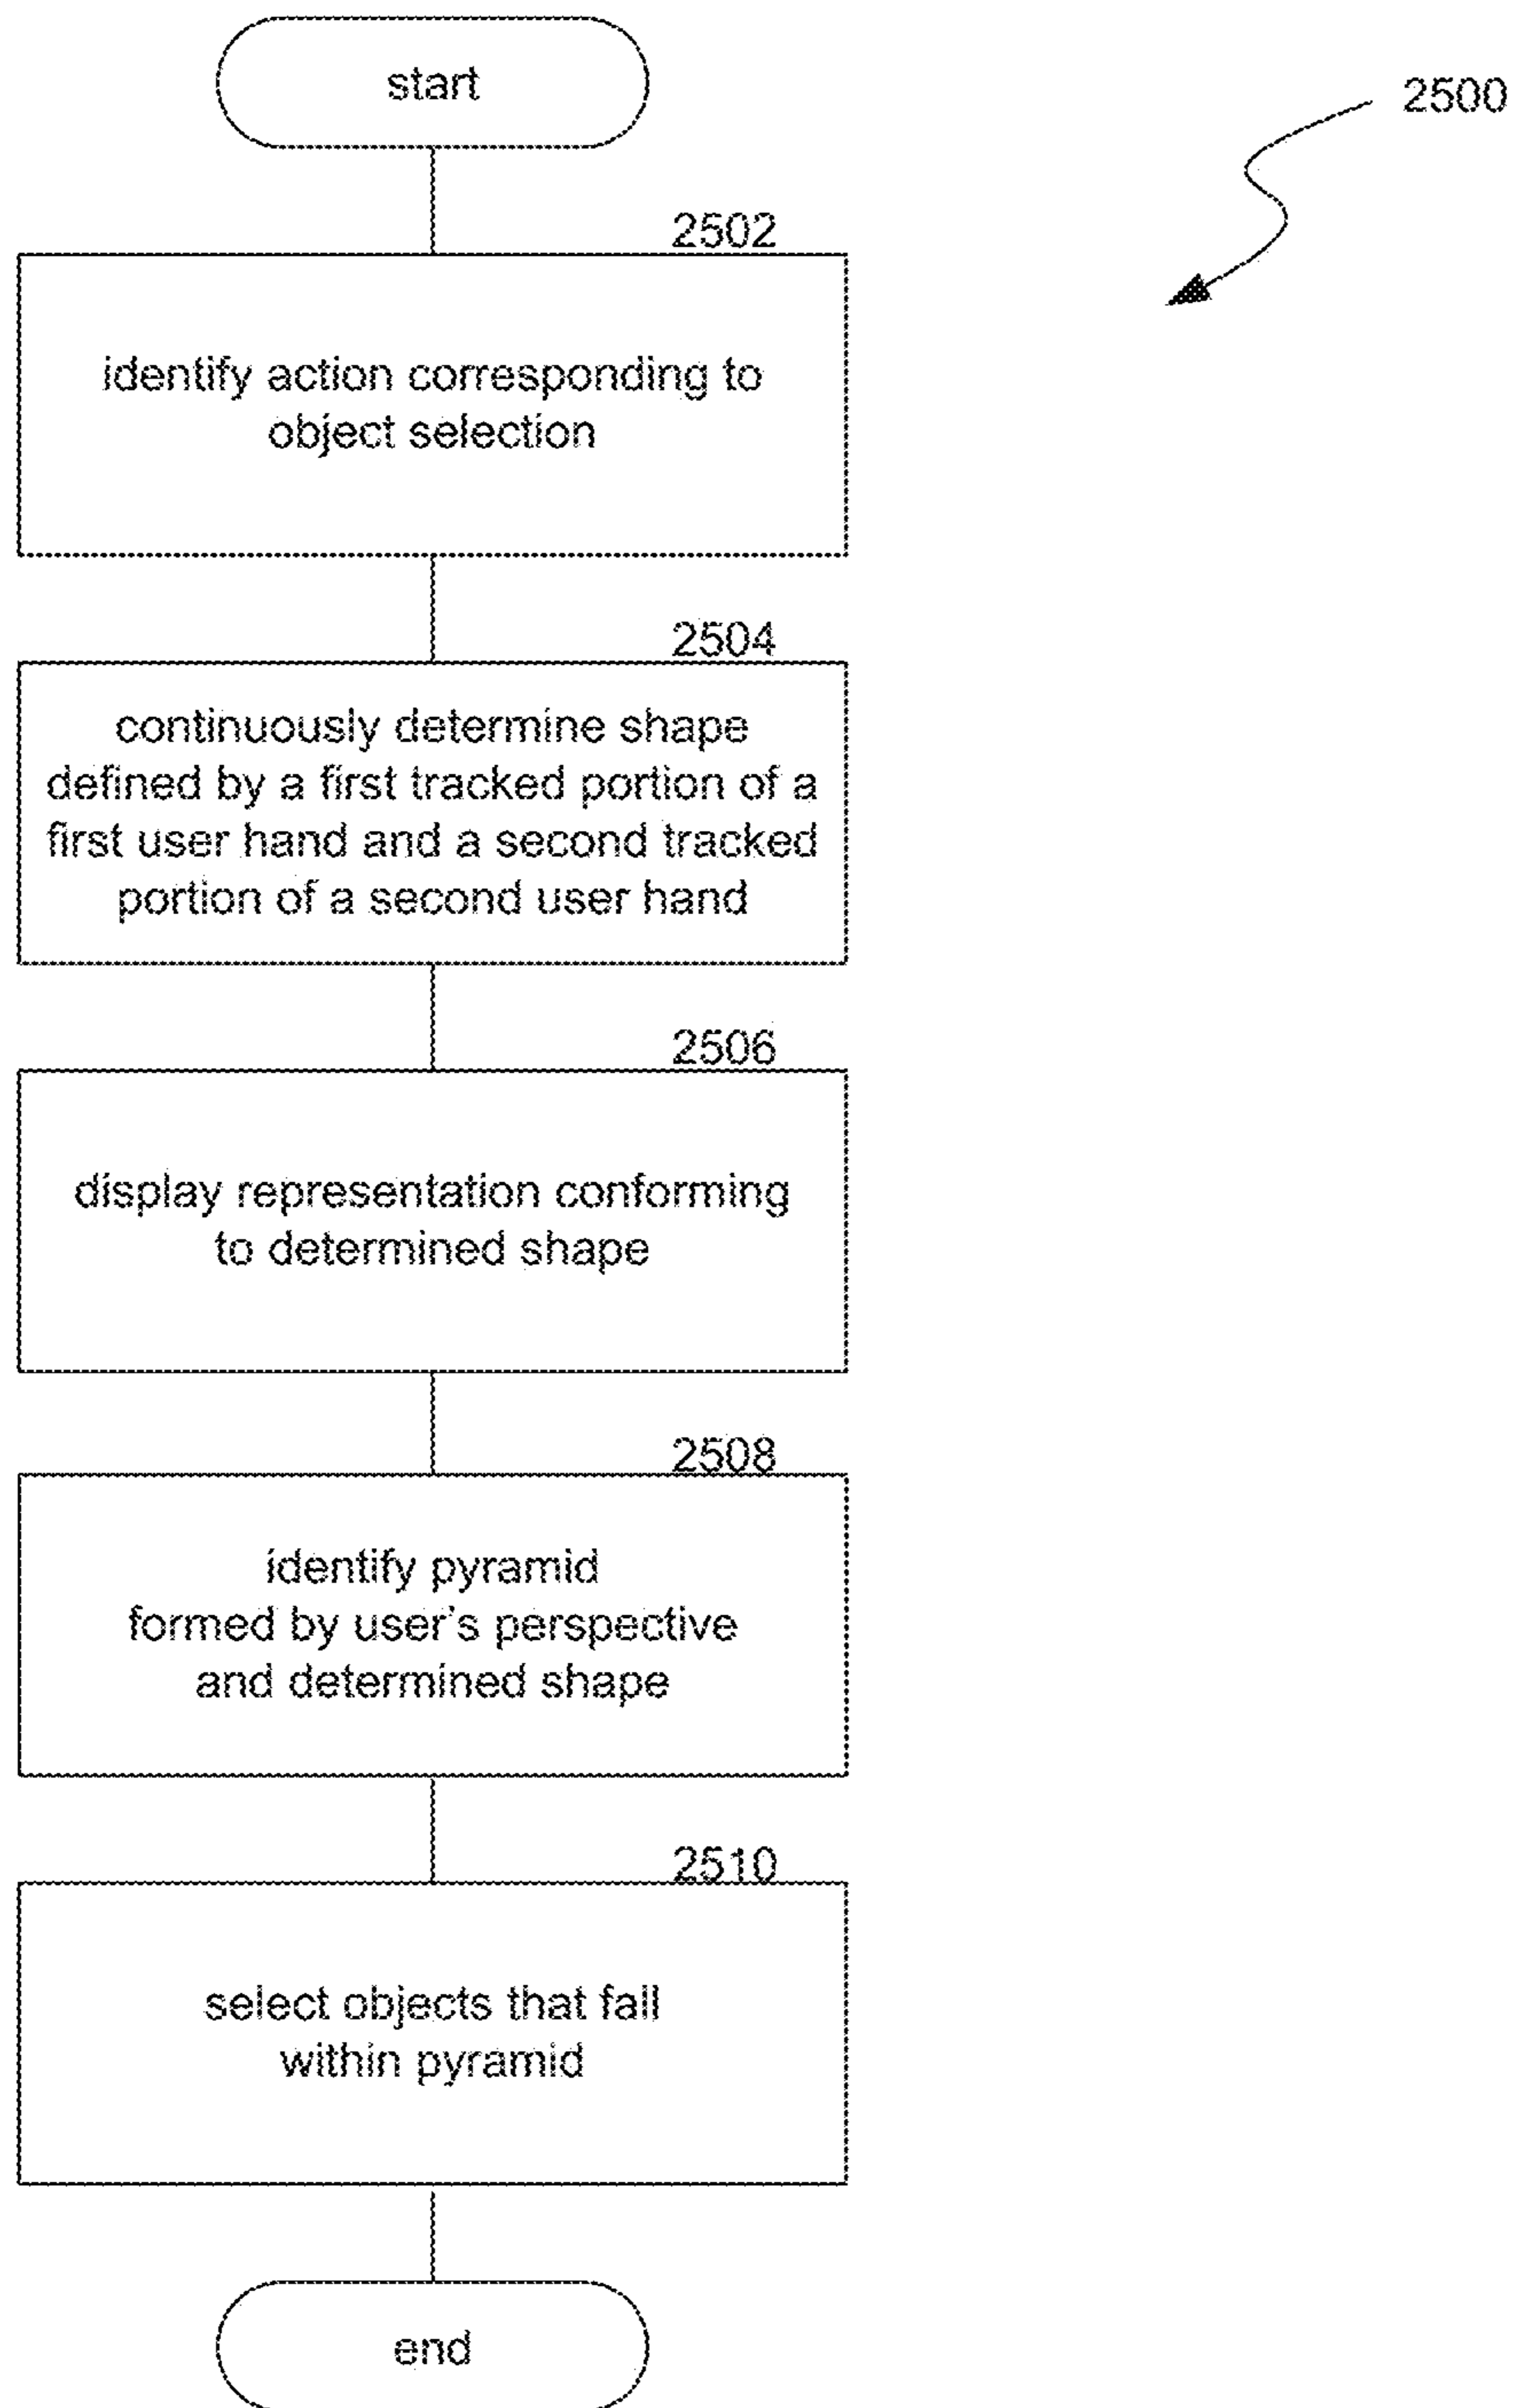 start
2500
2502
identify action corresponding to
object selection
2504
continuously determine shape
defined by a first tracked portion of a
first user hand and a second tracked
portion of a second user hand
2506
display representation conforming
to determined shape
2508
identify pyramid
formed by user's perspective
and determined shape
2510
select objects that fall
within pyramid
end